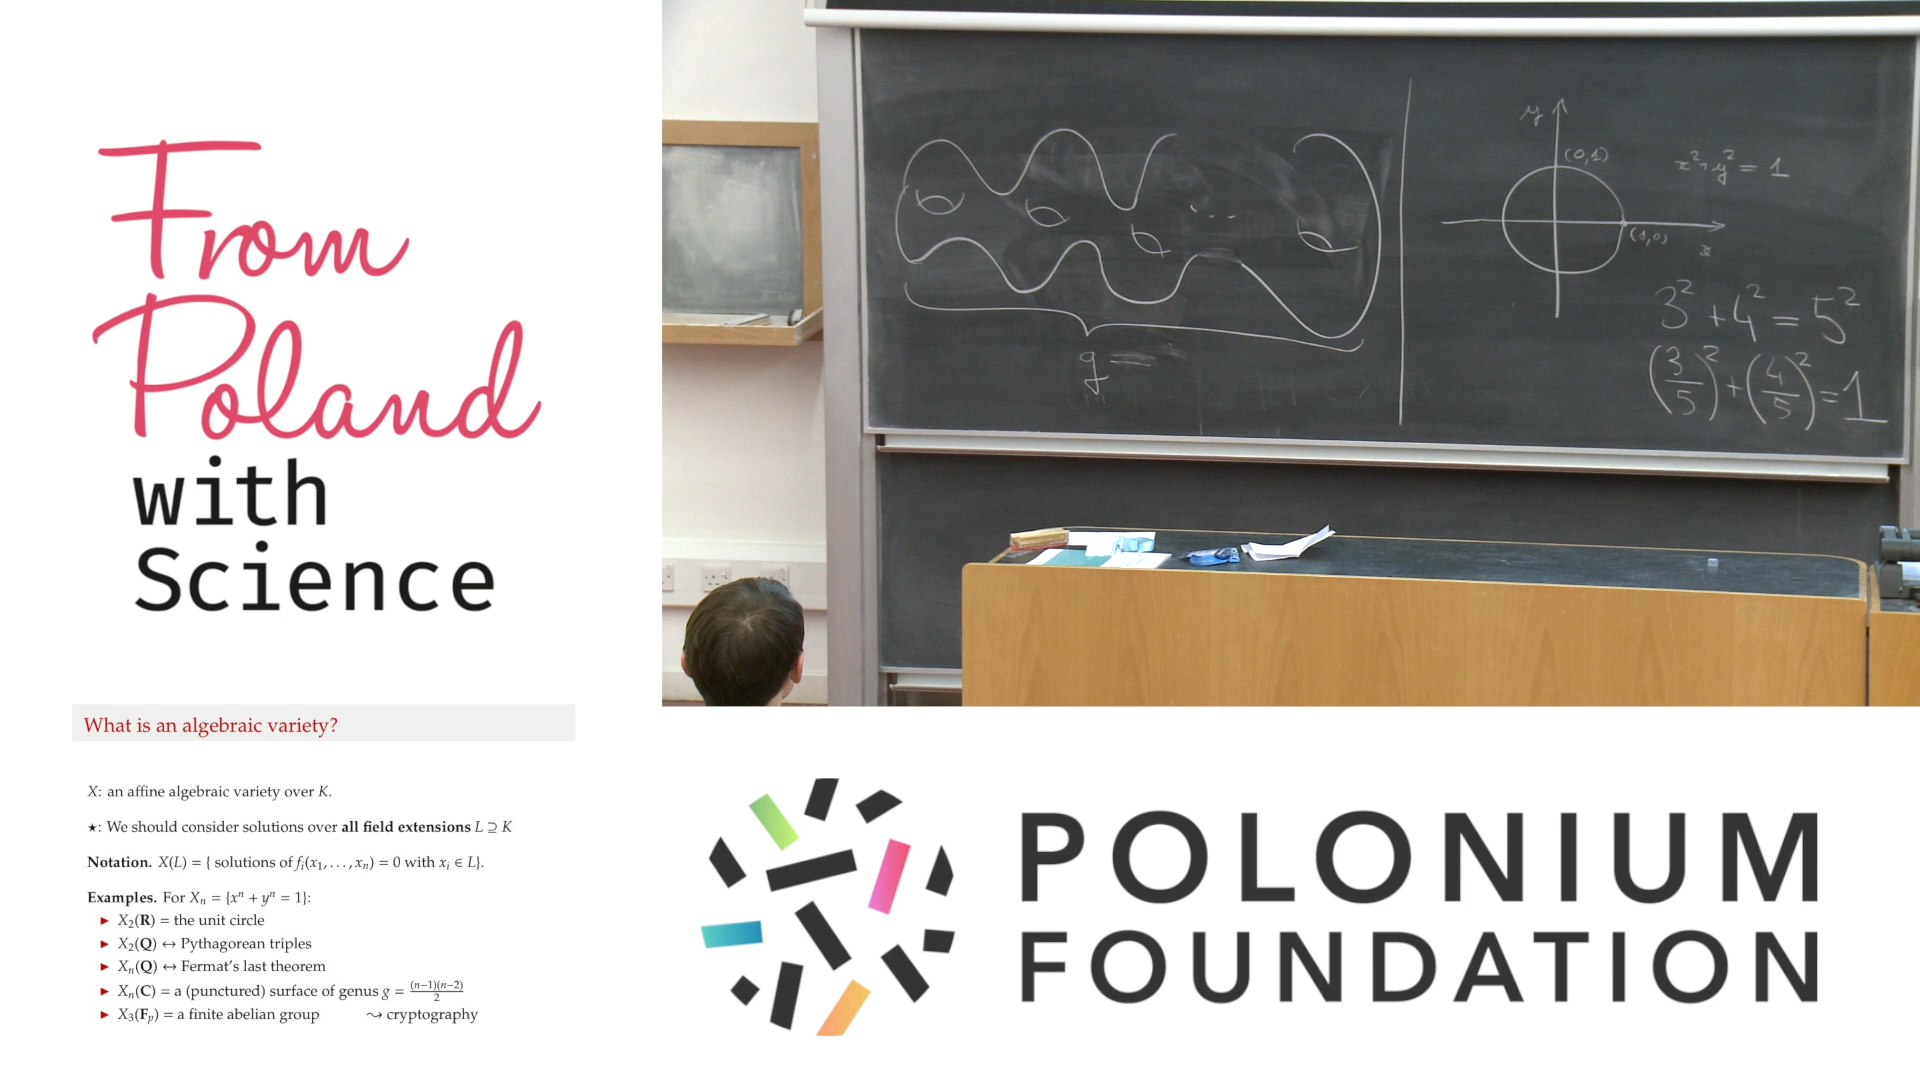 From
Poland
with
Science
What is an algebraic variety?
X: an affine algebraic variety over K.
★: We should consider solutions over all field extensions L ⊇ K
Notation. X(L) = { solutions of fᵢ(x₁, . . . , xₙ) = 0 with xᵢ ∈ L}.
Examples. For Xₙ = {xⁿ + yⁿ = 1}:
► X₂(R) = the unit circle
► X₂(Q) ↔ Pythagorean triples
► Xₙ(Q) ↔ Fermat's last theorem
► Xₙ(C) = a (punctured) surface of genus g = (n−1)(n−2)/2
► X₃(Fₚ) = a finite abelian group ⤳ cryptography
g =
y
(0,1)
x² + y² = 1
(1,0)
x
3² + 4² = 5²
(3/5)² + (4/5)² = 1
POLONIUM
FOUNDATION